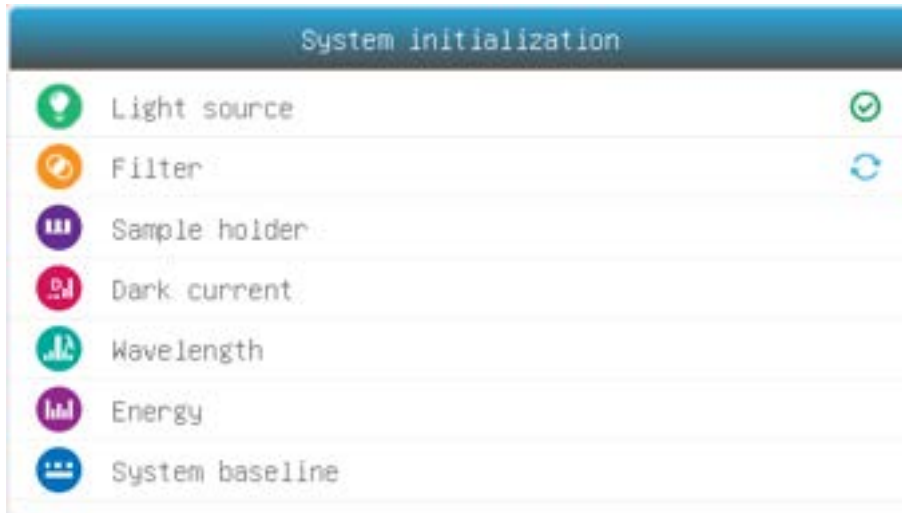 System initialization
Light source
Filter
Sample holder
Dark current
Wavelength
Energy
System baseline